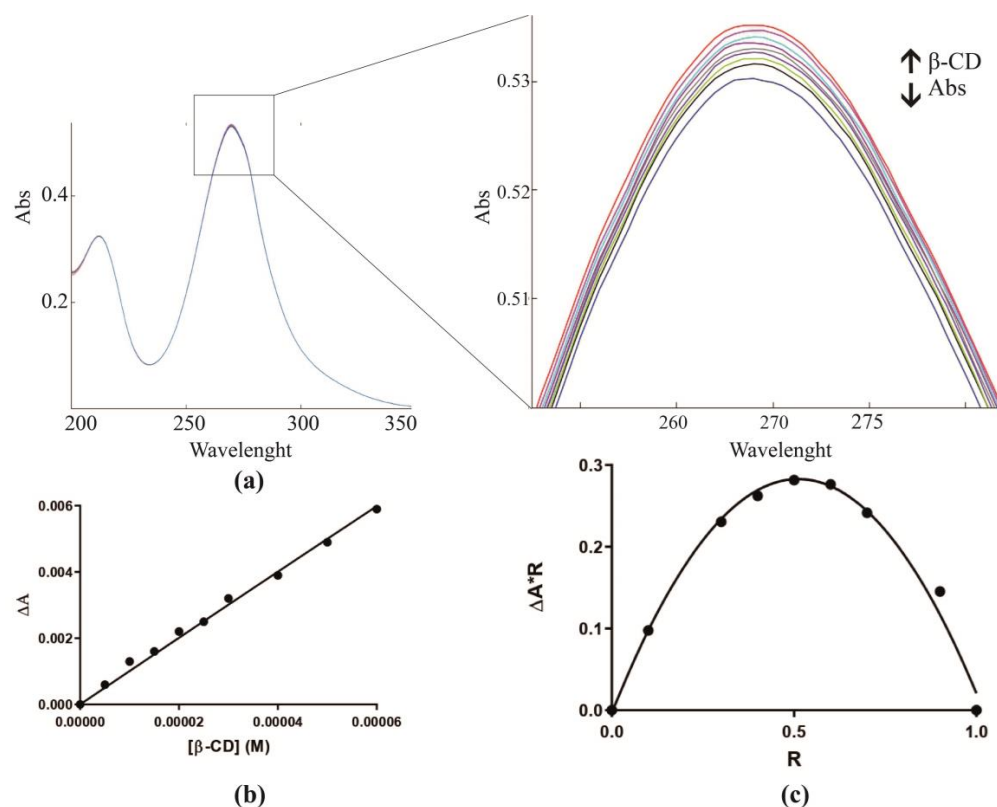 0.4
0.2
Abs
200
250
300
350
Wavelenght
(a)
0.53
0.52
0.51
Abs
↑ β-CD
↓ Abs
260
270
275
Wavelenght
0.006
0.004
0.002
0.000
ΔA
0.00000
0.00002
0.00004
0.00006
[β-CD] (M)
(b)
0.3
0.2
0.1
0.0
ΔA*R
0.0
0.5
1.0
R
(c)